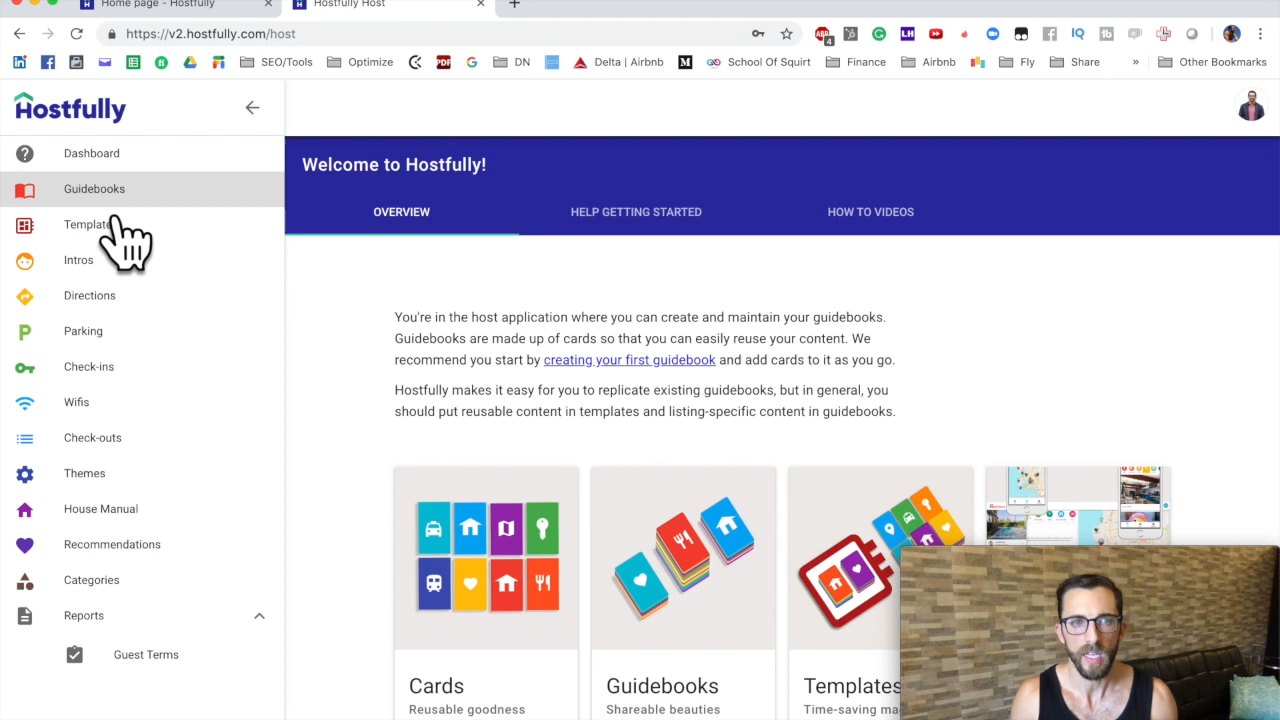 Home page - Hostfully
Hostfully Host
https://v2.hostfully.com/host
ABP
4
LH
IQ
tb
SEO/Tools
Optimize
PDF
G
DN
Delta | Airbnb
M
School Of Squirt
Finance
Airbnb
Fly
Share
»
Other Bookmarks
Hostfully
Dashboard
Guidebooks
Template
Intros
Directions
P
Parking
Check-ins
Wifis
Check-outs
Themes
House Manual
Recommendations
Categories
Reports
Guest Terms
Welcome to Hostfully!
OVERVIEW
HELP GETTING STARTED
HOW TO VIDEOS
You're in the host application where you can create and maintain your guidebooks.
Guidebooks are made up of cards so that you can easily reuse your content. We
recommend you start by creating your first guidebook and add cards to it as you go.
Hostfully makes it easy for you to replicate existing guidebooks, but in general, you
should put reusable content in templates and listing-specific content in guidebooks.
Cards
Reusable goodness
Guidebooks
Shareable beauties
Templates
Time-saving ma